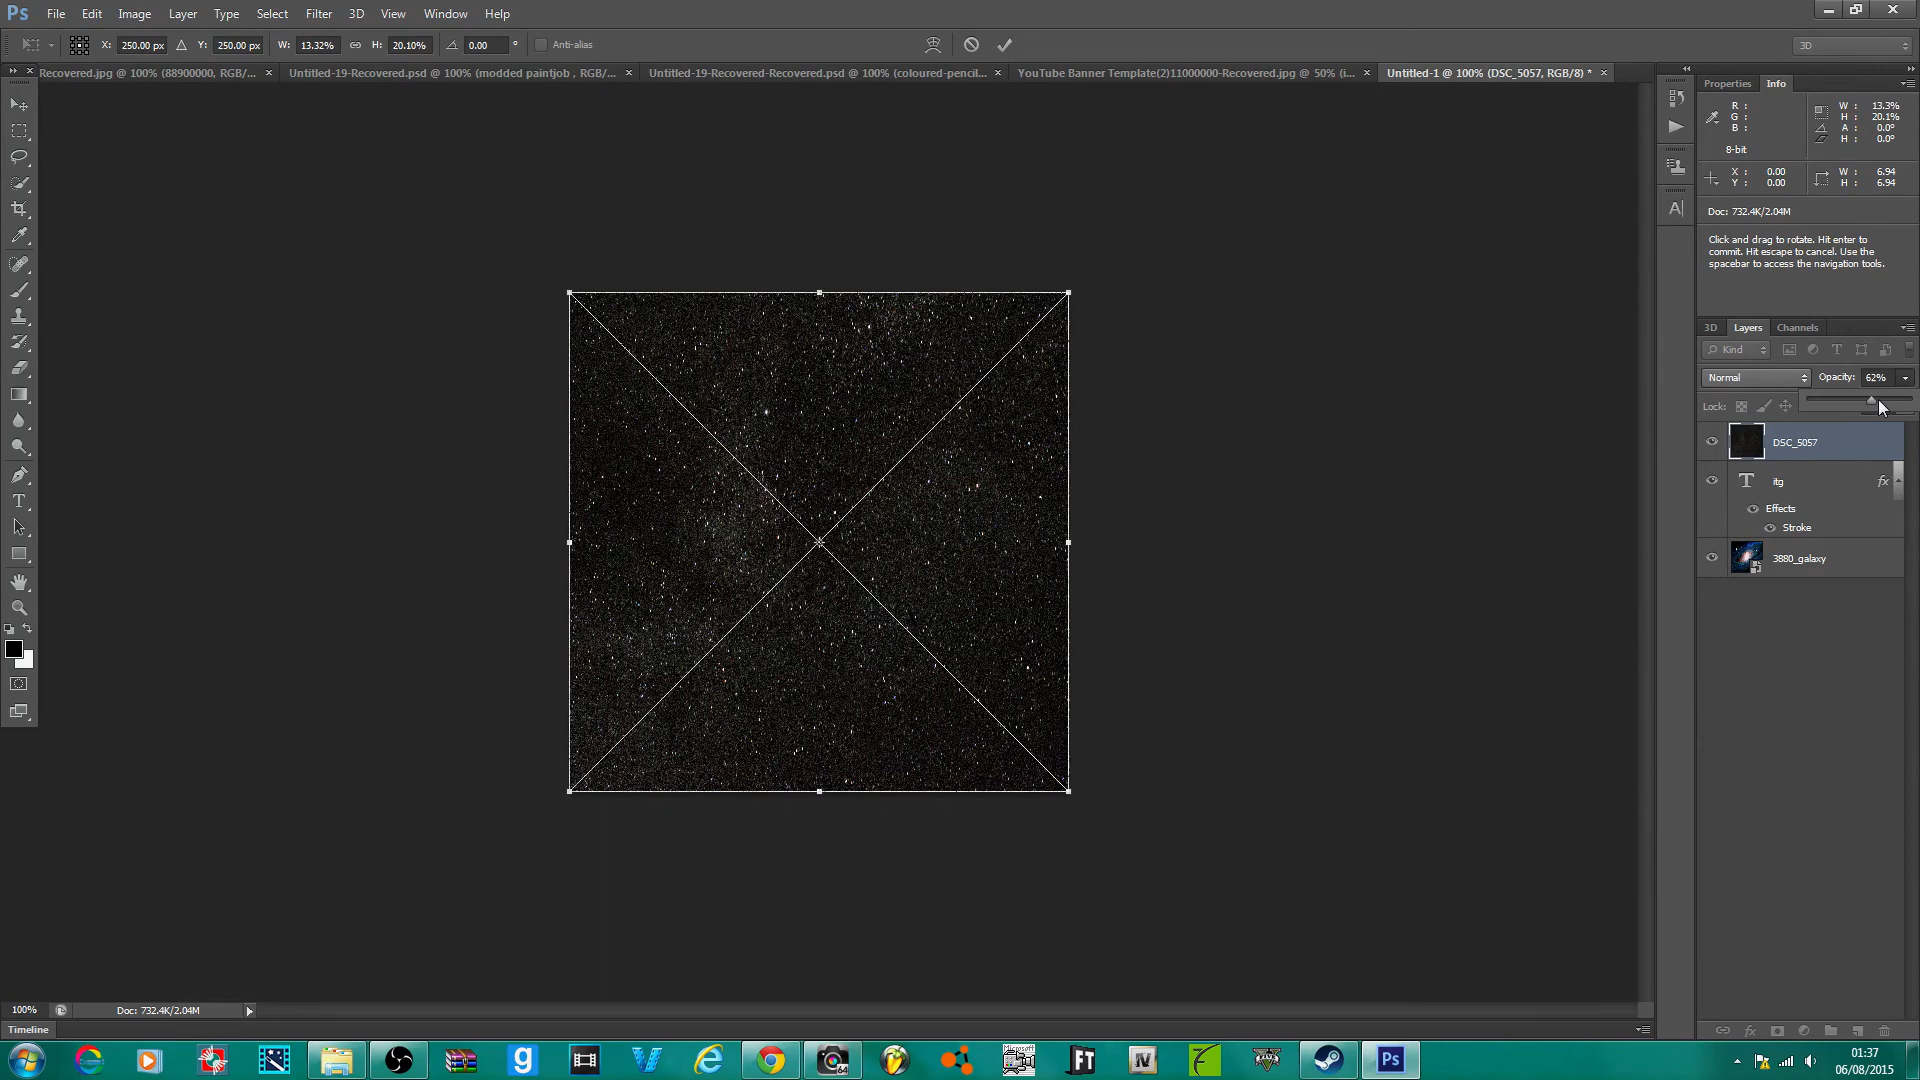 Ps File Edit Image Layer Type Select Filter 3D View Window Help
X: 250.00 px Y: 250.00 px W: 13.32% H: 20.10% 0.00 ° Anti-alias 3D
Recovered.jpg @ 100% (88900000, RGB/... × Untitled-19-Recovered.psd @ 100% (modded paintjob , RGB/... × Untitled-19-Recovered-Recovered.psd @ 100% (coloured-pencil... × YouTube Banner Template(2)11000000-Recovered.jpg @ 50% (i... × Untitled-1 @ 100% (DSC_5057, RGB/8) * ×
Properties Info
R : W : 13.3%
G : H : 20.1%
B : A : 0.0°
H : 0.0°
8-bit
X : 0.00 W : 6.94
Y : 0.00 H : 6.94
Doc: 732.4K/2.04M
Click and drag to rotate. Hit enter to
commit. Hit escape to cancel. Use the
spacebar to access the navigation tools.
3D Layers Channels
Kind
Normal Opacity: 62%
Lock:
DSC_5057
T itg fx
Effects
Stroke
3880_galaxy
100% Doc: 732.4K/2.04M
Timeline
01:37
06/08/2015